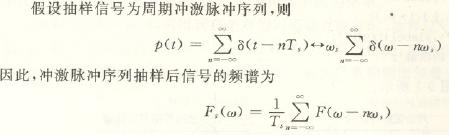 假设抽样信号为周期冲激脉冲序列,则
p(t) = ∑_{n=-∞}^{∞} δ(t-nT_s)↔ω_s ∑_{n=-∞}^{∞} δ(ω-nω_s)
因此,冲激脉冲序列抽样后信号的频谱为
F_s(ω) = \frac{1}{T_s} ∑_{n=-∞}^{∞} F(ω-nω_s)